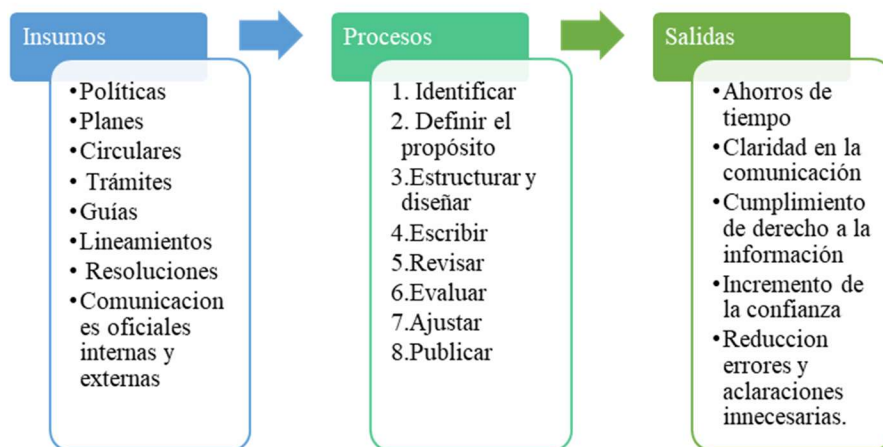 Insumos
•Políticas
•Planes
•Circulares
• Trámites
•Guías
•Lineamientos
• Resoluciones
•Comunicacion
es oficiales
internas y
externas
Procesos
1. Identificar
2. Definir el
propósito
3.Estructurar y
diseñar
4.Escribir
5.Revisar
6.Evaluar
7.Ajustar
8.Publicar
Salidas
•Ahorros de
tiempo
•Claridad en la
comunicación
•Cumplimiento
de derecho a la
información
•Incremento de
la confianza
•Reduccion
errores y
aclaraciones
innecesarias.